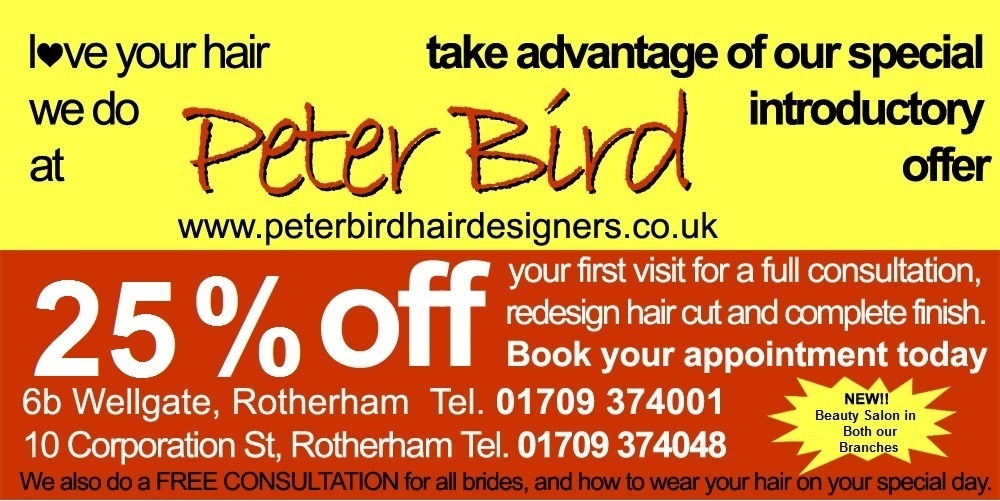 l♥ve your hair
we do
at
Peter Bird
take advantage of our special
introductory
offer
www.peterbirdhairdesigners.co.uk
25% off
your first visit for a full consultation,
redesign hair cut and complete finish.
Book your appointment today
6b Wellgate, Rotherham Tel. 01709 374001
10 Corporation St, Rotherham Tel. 01709 374048
NEW!!
Beauty Salon in
Both our
Branches
We also do a FREE CONSULTATION for all brides, and how to wear your hair on your special day.